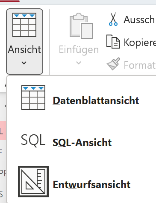 Aussch
Kopiere
Ansicht
Einfügen
Format
Datenblattansicht
SQL
SQL-Ansicht
Entwurfsansicht